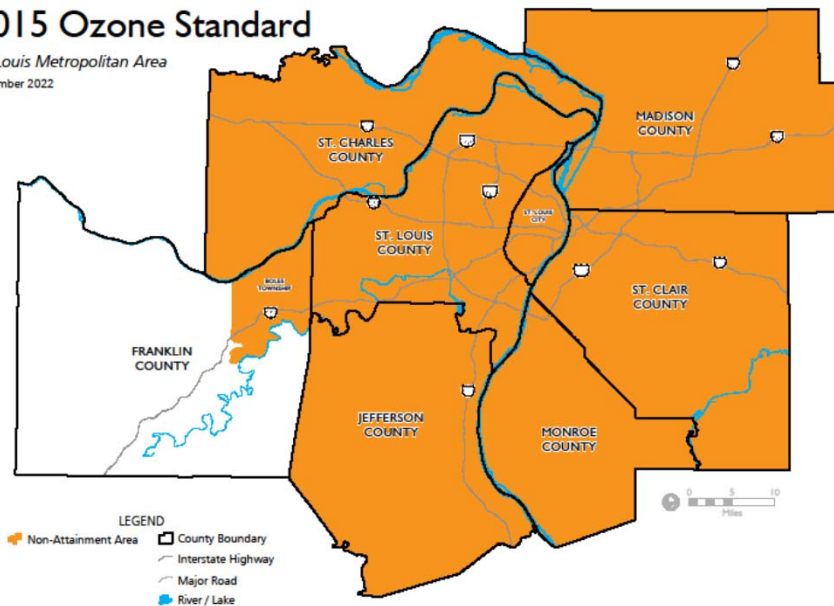 015 Ozone Standard
Louis Metropolitan Area
mber 2022
MADISON
COUNTY
ST. CHARLES
COUNTY
ST. LOUIS
CITY
ST. LOUIS
COUNTY
BOLES
TOWNSHIP
ST. CLAIR
COUNTY
FRANKLIN
COUNTY
JEFFERSON
COUNTY
MONROE
COUNTY
0 5 10
Miles
LEGEND
Non-Attainment Area
County Boundary
Interstate Highway
Major Road
River / Lake